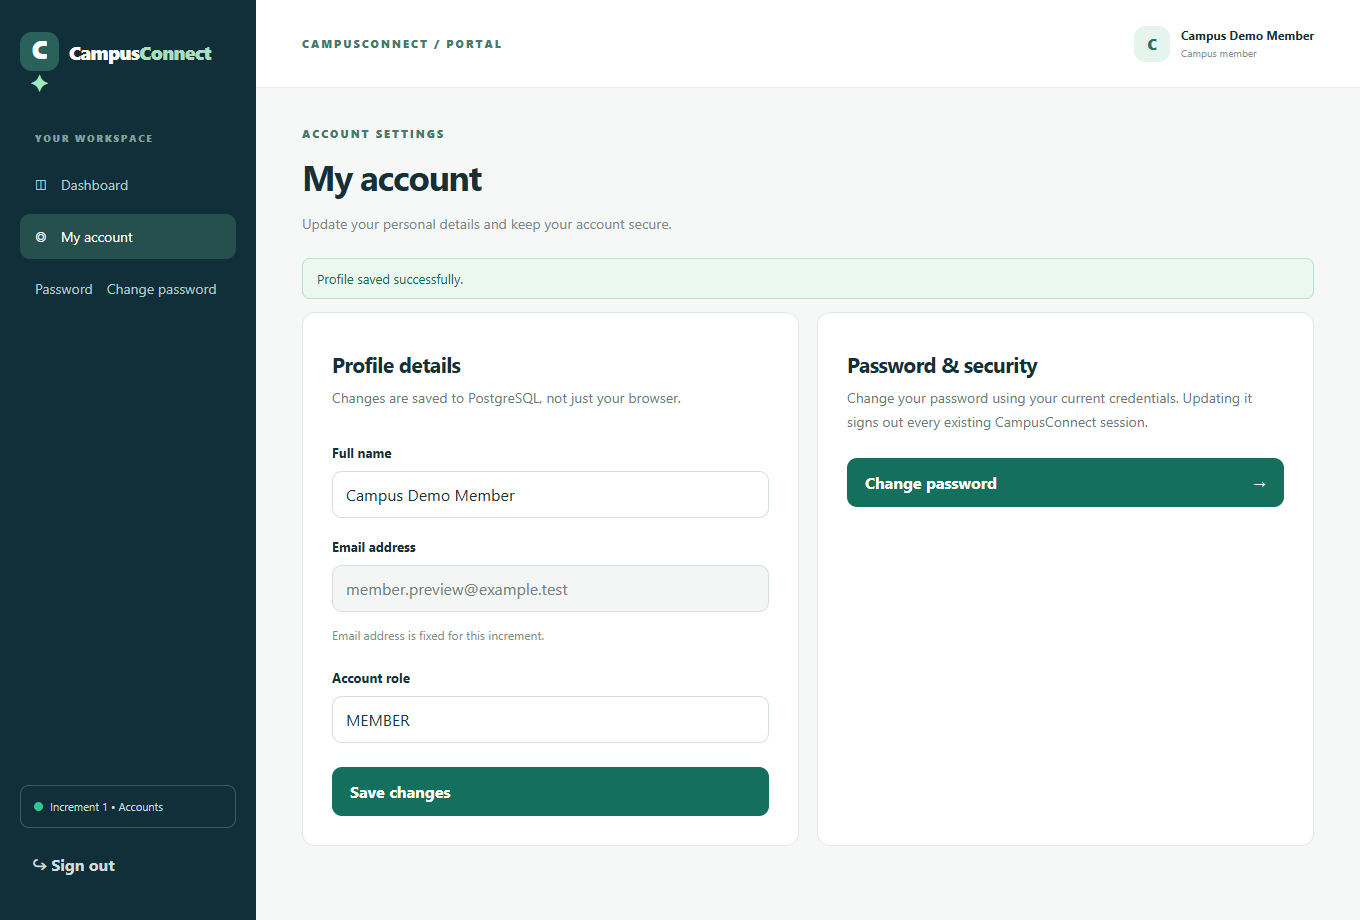 C CampusConnect
YOUR WORKSPACE
Dashboard
My account
Password Change password
Increment 1 • Accounts
↪ Sign out
CAMPUSCONNECT / PORTAL
C
Campus Demo Member
Campus member
ACCOUNT SETTINGS
My account
Update your personal details and keep your account secure.
Profile saved successfully.
Profile details
Changes are saved to PostgreSQL, not just your browser.
Full name
Campus Demo Member
Email address
member.preview@example.test
Email address is fixed for this increment.
Account role
MEMBER
Save changes
Password & security
Change your password using your current credentials. Updating it
signs out every existing CampusConnect session.
Change password →